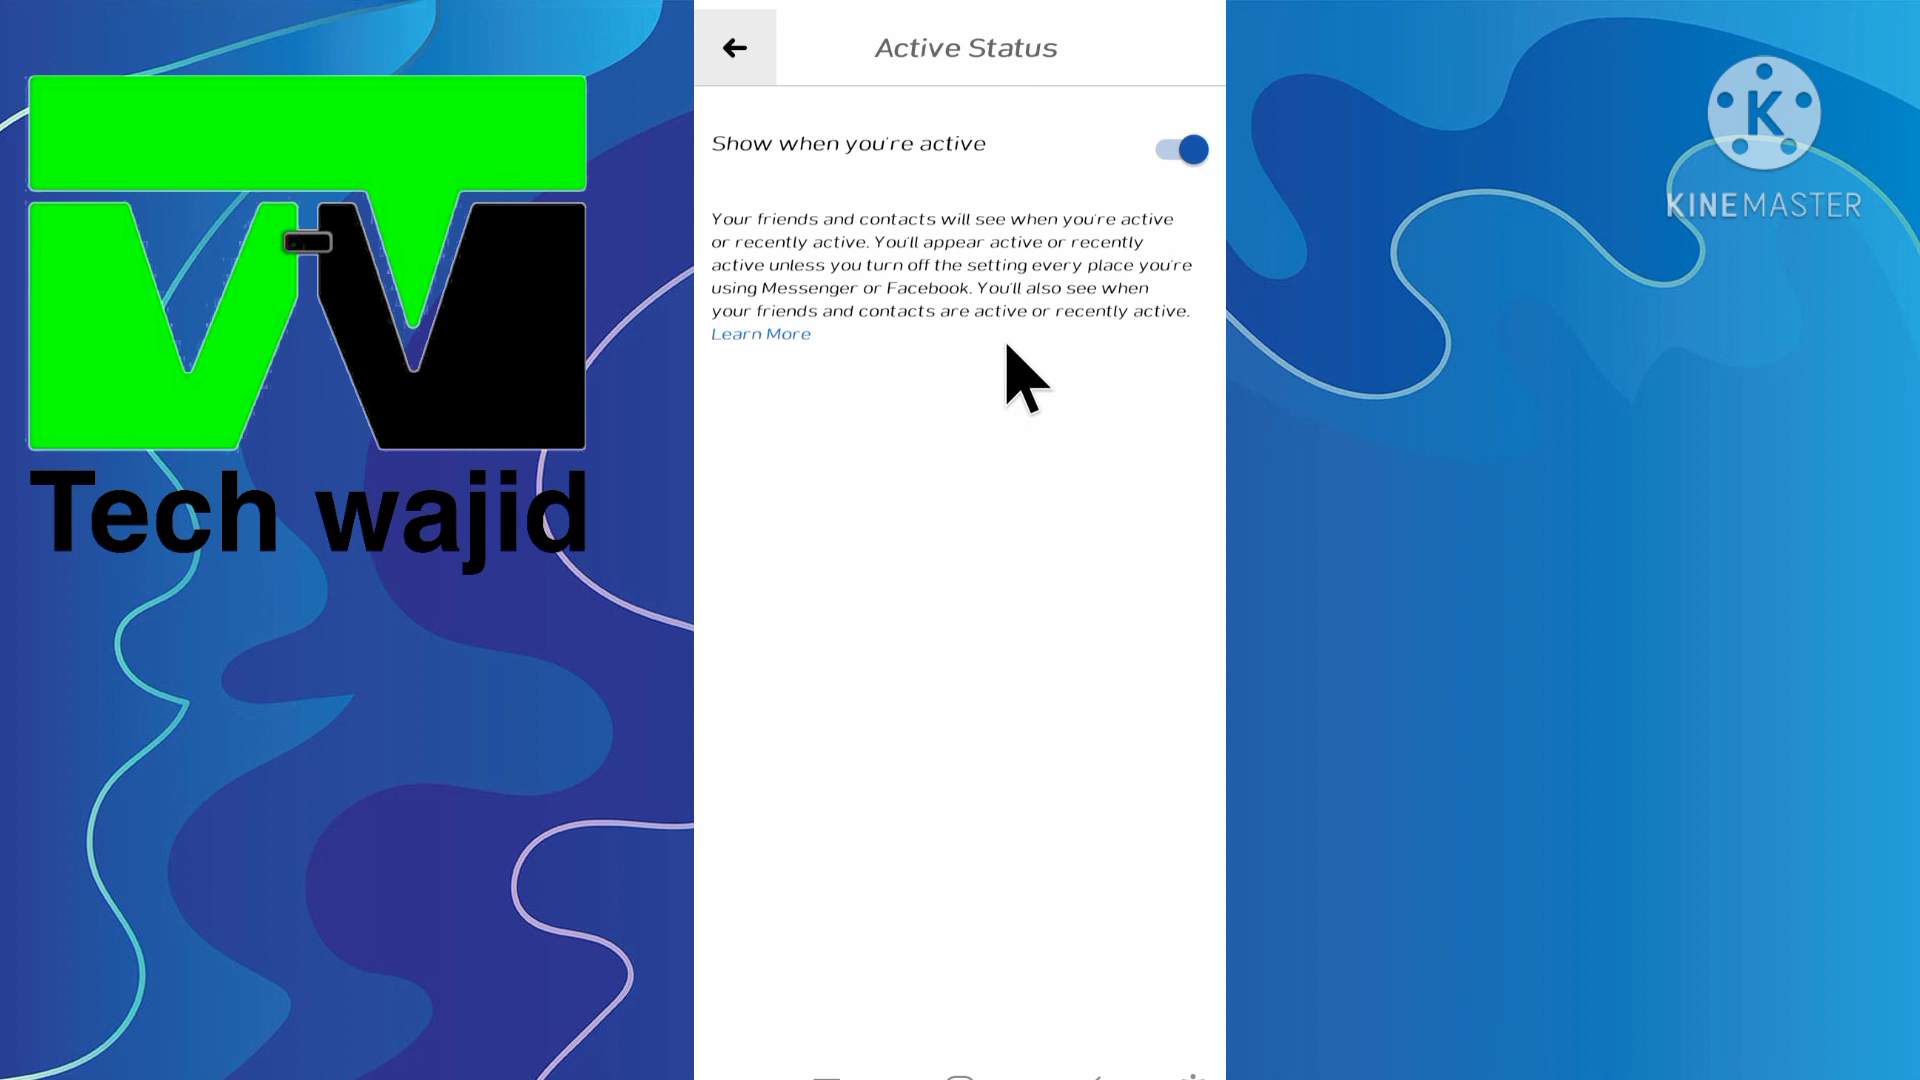 Tech wajid
Active Status
Show when you're active
Your friends and contacts will see when you're active
or recently active. You'll appear active or recently
active unless you turn off the setting every place you're
using Messenger or Facebook. You'll also see when
your friends and contacts are active or recently active.
Learn More
K
KINEMASTER